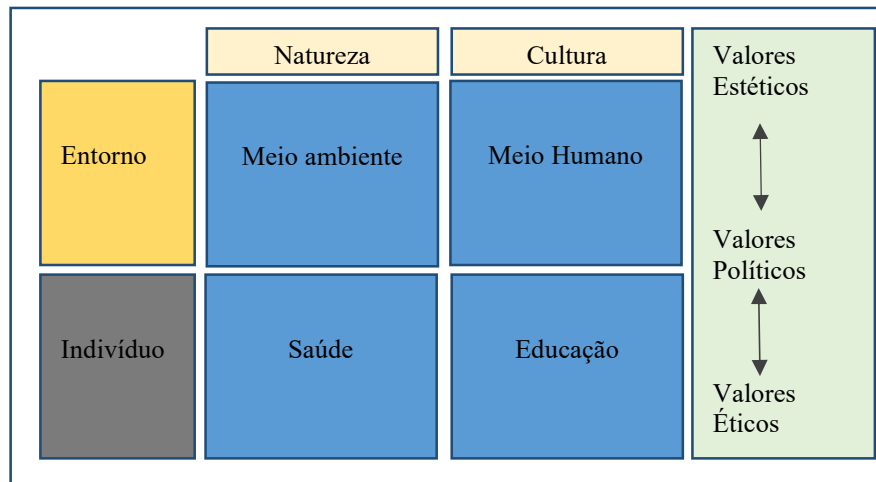 Natureza
Cultura
Valores
Estéticos
Entorno
Meio ambiente
Meio Humano
Valores
Políticos
Indivíduo
Saúde
Educação
Valores
Éticos